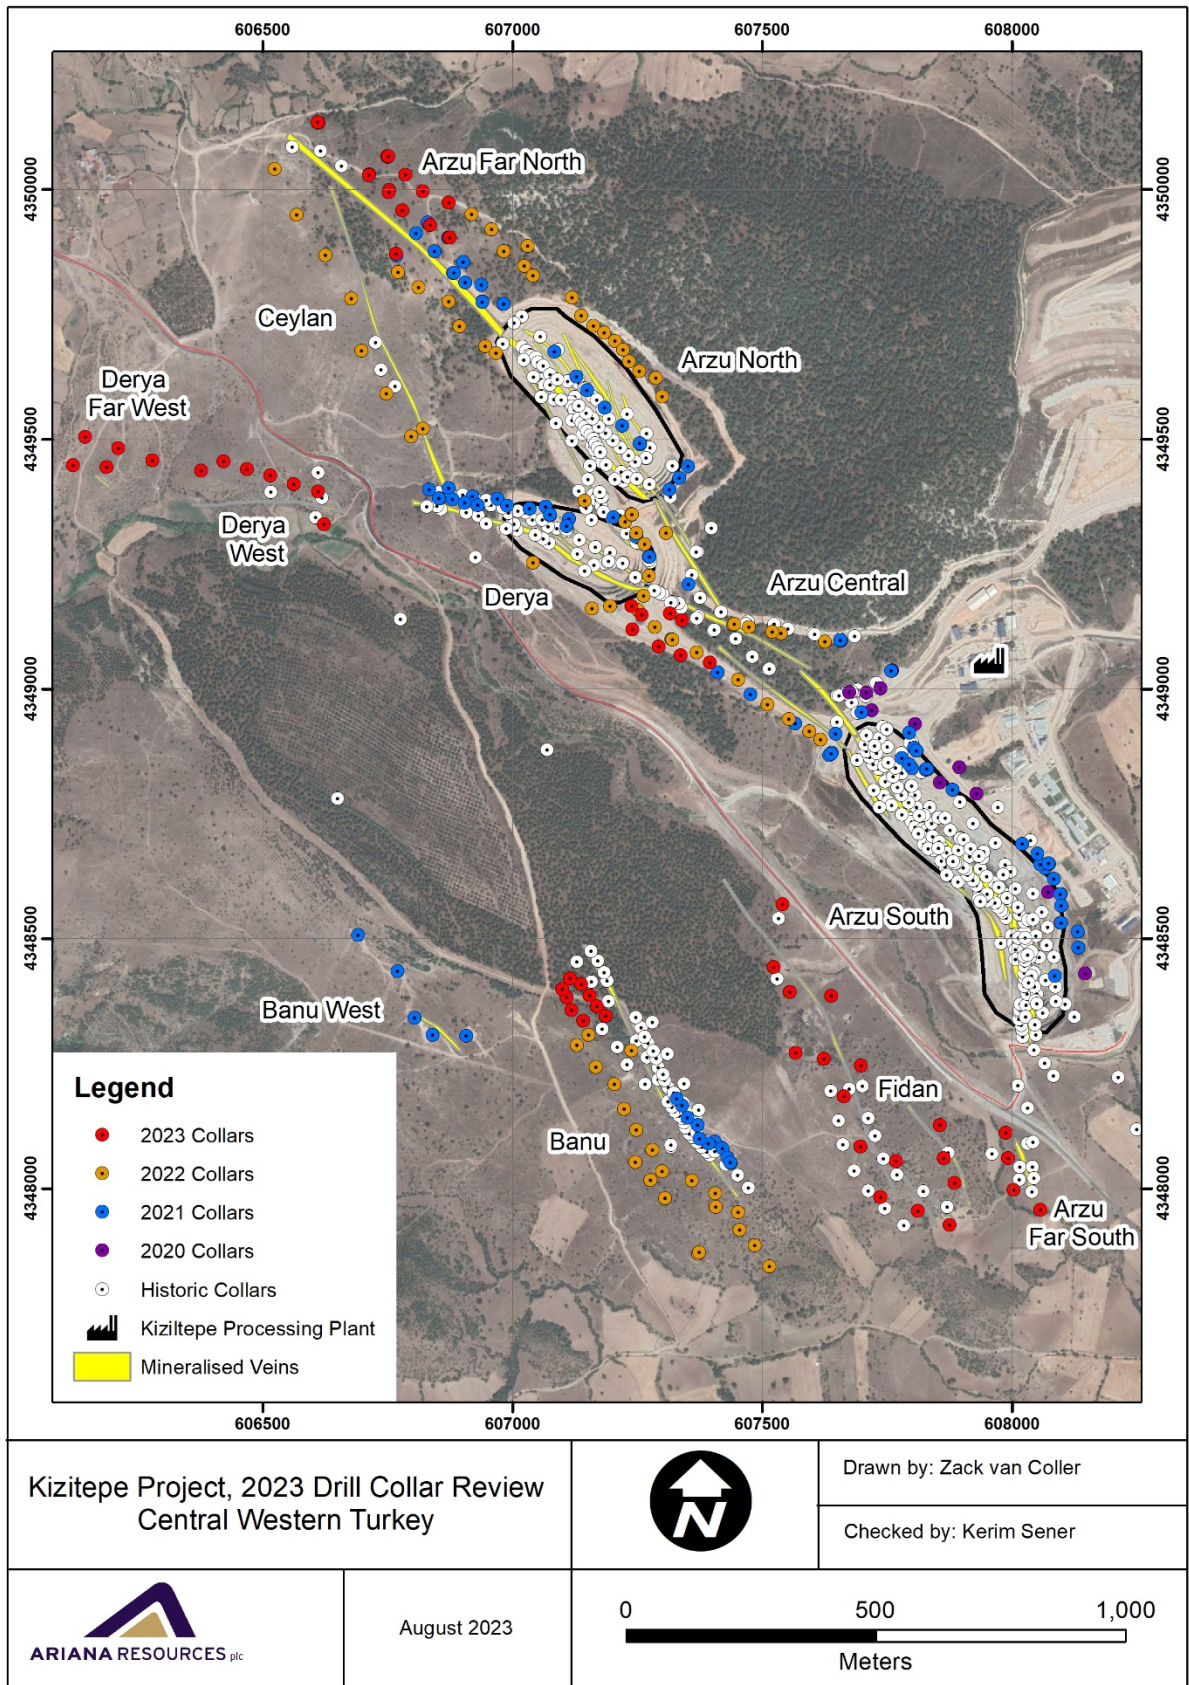 606500 607000 607500 608000
4350000 4350000
Arzu Far North
Ceylan
Arzu North
Derya
Far West
4349500 4349500
Derya
West
Derya
Arzu Central
4349000 4349000
Arzu South
4348500 4348500
Banu West
Fidan
Banu
4348000 4348000
Arzu
Far South
Legend
2023 Collars
2022 Collars
2021 Collars
2020 Collars
Historic Collars
Kiziltepe Processing Plant
Mineralised Veins
606500 607000 607500 608000
Kizitepe Project, 2023 Drill Collar Review
Central Western Turkey
N
Drawn by: Zack van Coller
Checked by: Kerim Sener
ARIANA RESOURCES plc
August 2023
0 500 1,000
Meters